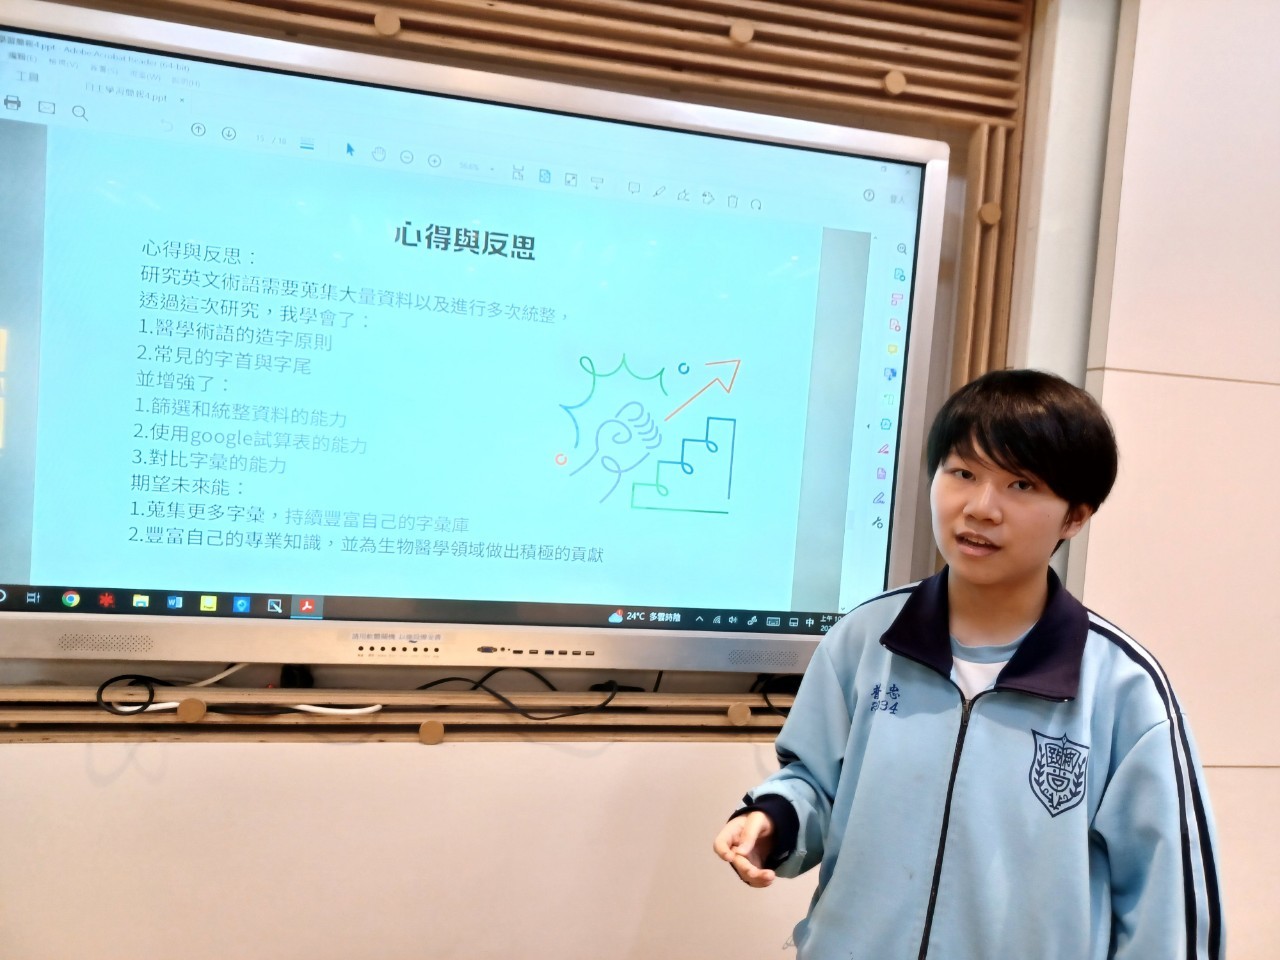 Adobe Acrobat Reader (64-bit)
工具
自主學習簡報4.ppt
登入
心得與反思
心得與反思：
研究英文術語需要蒐集大量資料以及進行多次統整，
透過這次研究，我學會了：
1.醫學術語的造字原則
2.常見的字首與字尾
並增強了：
1.篩選和統整資料的能力
2.使用google試算表的能力
3.對比字彙的能力
期望未來能：
1.蒐集更多字彙，持續豐富自己的字彙庫
2.豐富自己的專業知識，並為生物醫學領域做出積極的貢獻
24°C 多雲時陰
中
上午